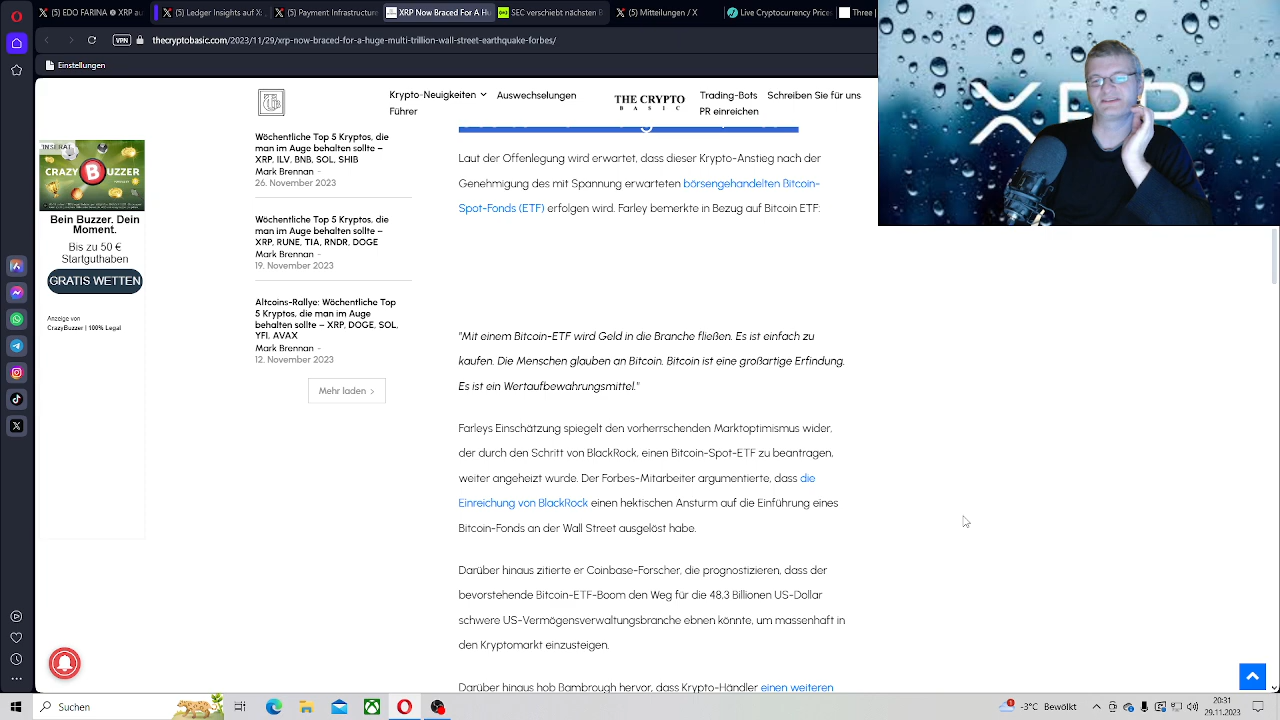 (5) EDO FARINA ⊗ XRP au
(5) Ledger Insights auf X
(5) Payment Infrastructure
XRP Now Braced For A H
SEC verschiebt nächsten B
(5) Mitteilungen / X
Live Cryptocurrency Prices
Three
VPN
thecryptobasic.com/2023/11/29/xrp-now-braced-for-a-huge-multi-trillion-wall-street-earthquake-forbes/
Einstellungen
Krypto-Neuigkeiten
Auswechselungen
THE CRYPTO
BASIC
Trading-Bots
Schreiben Sie für uns
Führer
PR einreichen
Wöchentliche Top 5 Kryptos, die
man im Auge behalten sollte –
XRP, ILV, BNB, SOL, SHIB
Mark Brennan -
26. November 2023
Wöchentliche Top 5 Kryptos, die
man im Auge behalten sollte –
XRP, RUNE, TIA, RNDR, DOGE
Mark Brennan -
19. November 2023
Altcoins-Rallye: Wöchentliche Top
5 Kryptos, die man im Auge
behalten sollte – XRP, DOGE, SOL,
YFI, AVAX
Mark Brennan -
12. November 2023
Mehr laden >
CRAZY BUZZER
Bein Buzzer. Dein
Moment.
Bis zu 50 €
Startguthaben
GRATIS WETTEN
Anzeige von
CrazyBuzzer | 100% Legal
Laut der Offenlegung wird erwartet, dass dieser Krypto-Anstieg nach der
Genehmigung des mit Spannung erwarteten börsengehandelten Bitcoin-
Spot-Fonds (ETF) erfolgen wird. Farley bemerkte in Bezug auf Bitcoin ETF:
"Mit einem Bitcoin-ETF wird Geld in die Branche fließen. Es ist einfach zu
kaufen. Die Menschen glauben an Bitcoin. Bitcoin ist eine großartige Erfindung.
Es ist ein Wertaufbewahrungsmittel."
Farleys Einschätzung spiegelt den vorherrschenden Marktoptimismus wider,
der durch den Schritt von BlackRock, einen Bitcoin-Spot-ETF zu beantragen,
weiter angeheizt wurde. Der Forbes-Mitarbeiter argumentierte, dass die
Einreichung von BlackRock einen hektischen Ansturm auf die Einführung eines
Bitcoin-Fonds an der Wall Street ausgelöst habe.
Darüber hinaus zitierte er Coinbase-Forscher, die prognostizieren, dass der
bevorstehende Bitcoin-ETF-Boom den Weg für die 48.3 Billionen US-Dollar
schwere US-Vermögensverwaltungsbranche ebnen könnte, um massenhaft in
den Kryptomarkt einzusteigen.
Darüber hinaus hob Bambrough hervor, dass Krypto-Händler einen weiteren
XRP
Suchen
-3°C Bewölkt
20:31
29.11.2023